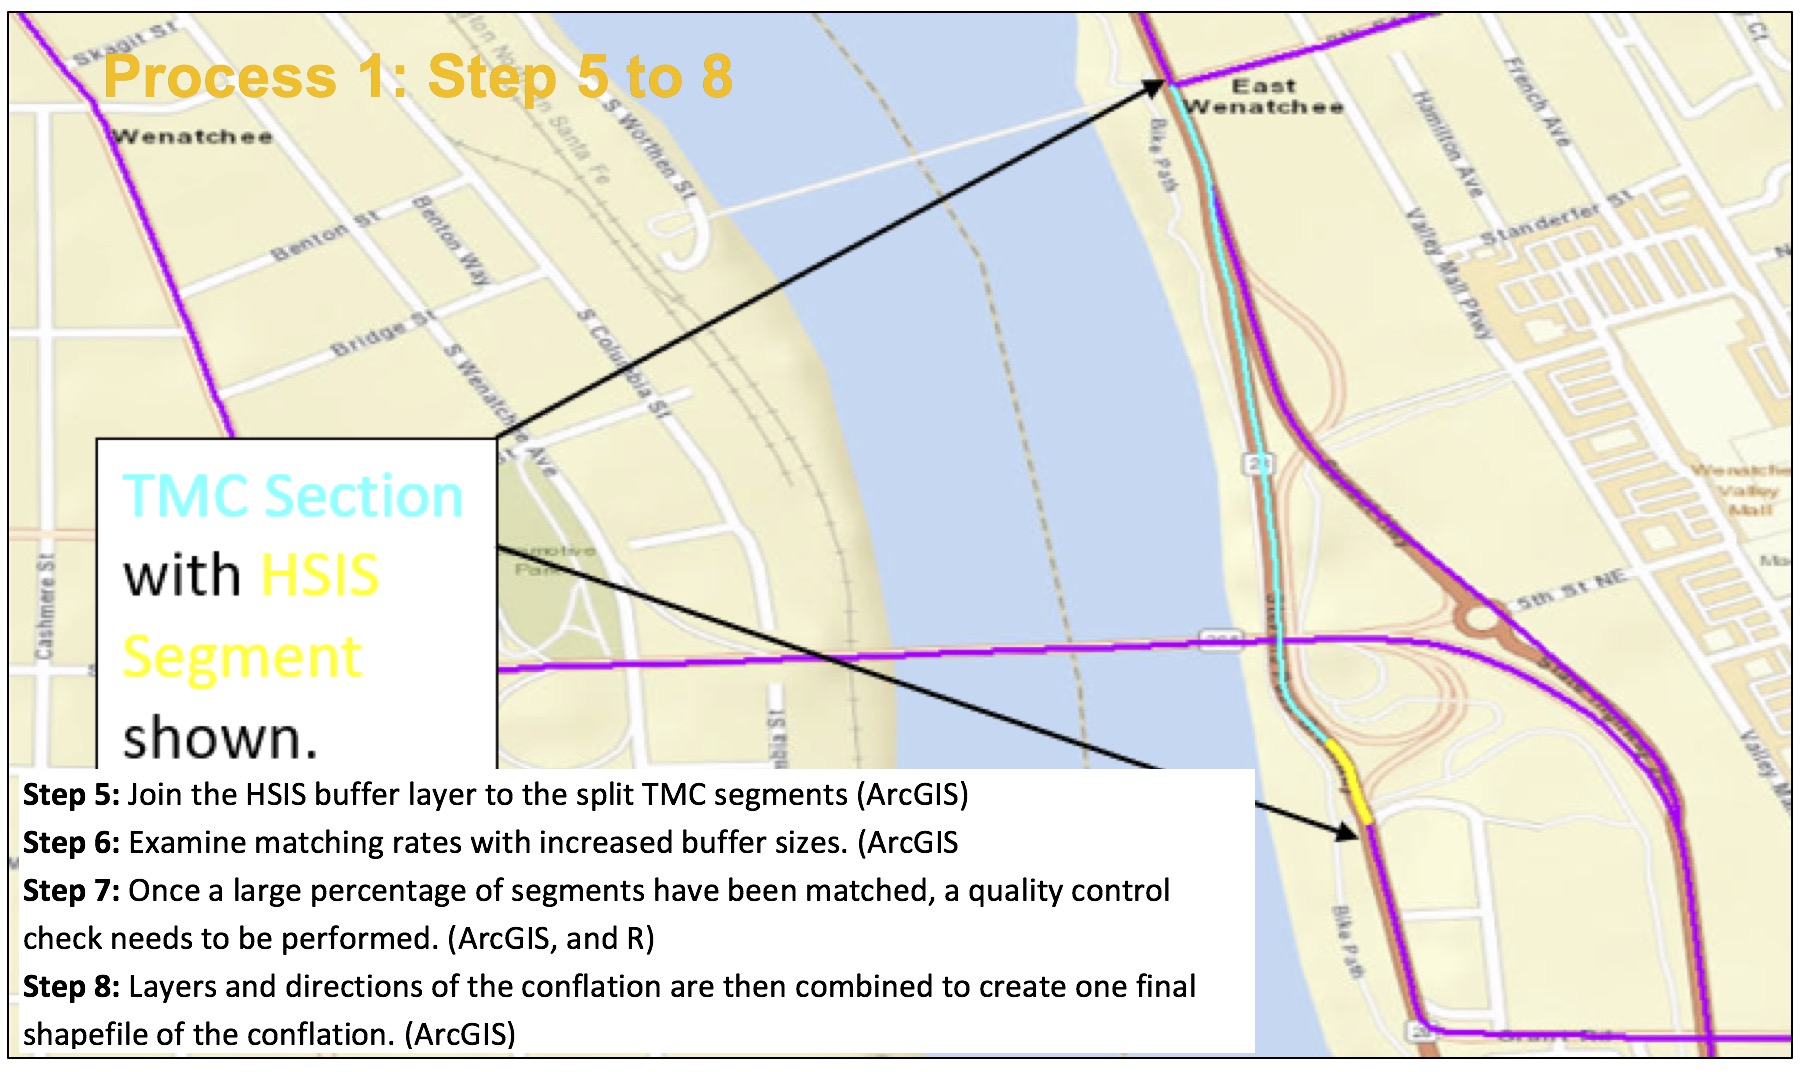 Process 1: Step 5 to 8
Skagit St
Wenatchee
S Worthen St
Santa Fe
East
Wenatchee
Bike Path
French Ave
Hamilton Ave
Standerfer St
Valley Mall Pkwy
Benton St
Benton Way
Bridge St
S Wenatchee Ave
S Columbia St
Cashmere St
5th St NE
Valley
Mall
TMC Section
with HSIS
Segment
shown.
Bike Path
Grant Rd
Step 5: Join the HSIS buffer layer to the split TMC segments (ArcGIS)
Step 6: Examine matching rates with increased buffer sizes. (ArcGIS
Step 7: Once a large percentage of segments have been matched, a quality control
check needs to be performed. (ArcGIS, and R)
Step 8: Layers and directions of the conflation are then combined to create one final
shapefile of the conflation. (ArcGIS)